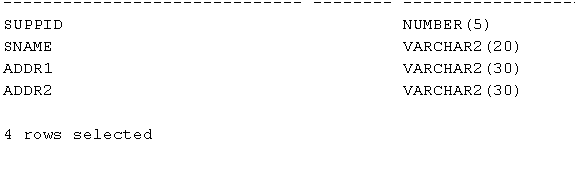 ------------------------------ -------- ------------------
SUPPID NUMBER(5)
SNAME VARCHAR2(20)
ADDR1 VARCHAR2(30)
ADDR2 VARCHAR2(30)
4 rows selected